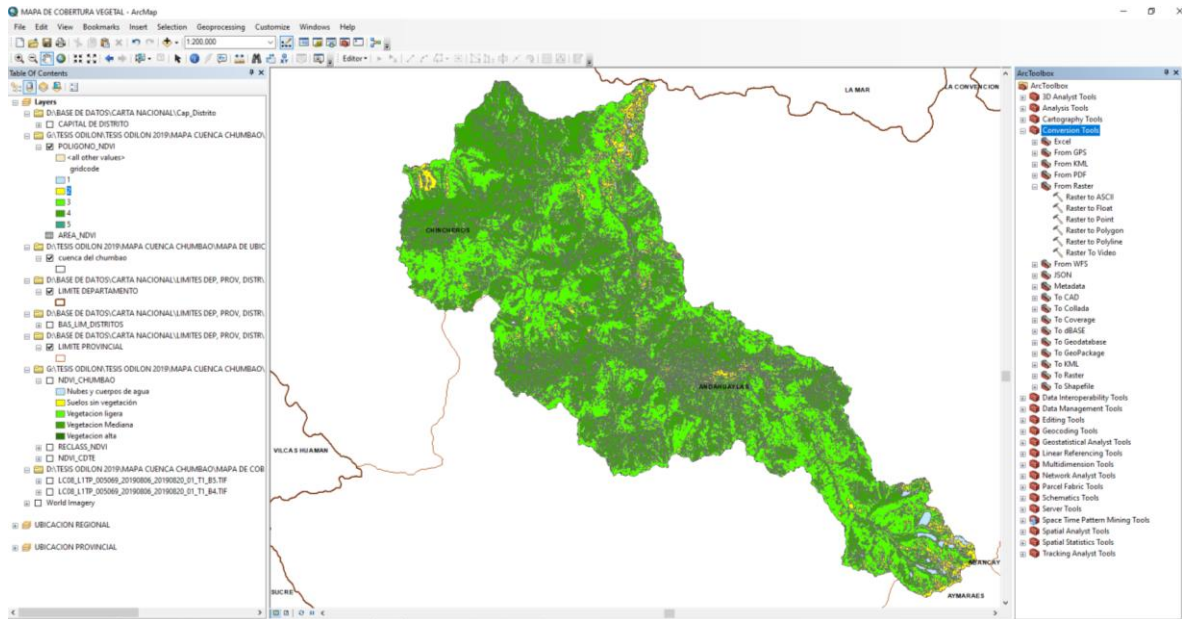 MAPA DE COBERTURA VEGETAL - ArcMap
File Edit View Bookmarks Insert Selection Geoprocessing Customize Windows Help
1:200.000
Editor
Table Of Contents
Layers
D:\BASE DE DATOS\CARTA NACIONAL\Cap_Distrito
CAPITAL DE DISTRITO
G:\TESIS ODILON\TESIS ODILON 2019\MAPA CUENCA CHUMBAO\
POLIGONO_NDVI
<all other values>
gridcode
1
2
3
4
5
AREA_NDVI
D:\TESIS ODILON 2019\MAPA CUENCA CHUMBAO\MAPA DE UBIC
cuenca del chumbao
D:\BASE DE DATOS\CARTA NACIONAL\LIMITES DEP, PROV, DISTR\
LIMITE DEPARTAMENTO
D:\BASE DE DATOS\CARTA NACIONAL\LIMITES DEP, PROV, DISTR\
BAS_LIM_DISTRITOS
D:\BASE DE DATOS\CARTA NACIONAL\LIMITES DEP, PROV, DISTR\
LIMITE PROVINCIAL
G:\TESIS ODILON\TESIS ODILON 2019\MAPA CUENCA CHUMBAO\
NDVI_CHUMBAO
Nubes y cuerpos de agua
Suelos sin vegetación
Vegetacion ligera
Vegetacion Mediana
Vegetacion alta
RECLASS_NDVI
NDVI_CDTE
D:\TESIS ODILON 2019\MAPA CUENCA CHUMBAO\MAPA DE COB
LC08_L1TP_005069_20190806_20190820_01_T1_B5.TIF
LC08_L1TP_005069_20190806_20190820_01_T1_B4.TIF
World Imagery
UBICACION REGIONAL
UBICACION PROVINCIAL
LA MAR
LA CONVENCION
CHINCHEROS
ANDAHUAYLAS
VILCAS HUAMAN
ABANCAY
SUCRE
AYMARAES
ArcToolbox
ArcToolbox
3D Analyst Tools
Analysis Tools
Cartography Tools
Conversion Tools
Excel
From GPS
From KML
From PDF
From Raster
Raster to ASCII
Raster to Float
Raster to Point
Raster to Polygon
Raster to Polyline
Raster To Video
From WFS
JSON
Metadata
To CAD
To Collada
To Coverage
To dBASE
To Geodatabase
To GeoPackage
To KML
To Raster
To Shapefile
Data Interoperability Tools
Data Management Tools
Editing Tools
Geocoding Tools
Geostatistical Analyst Tools
Linear Referencing Tools
Multidimension Tools
Network Analyst Tools
Parcel Fabric Tools
Schematics Tools
Server Tools
Space Time Pattern Mining Tools
Spatial Analyst Tools
Spatial Statistics Tools
Tracking Analyst Tools